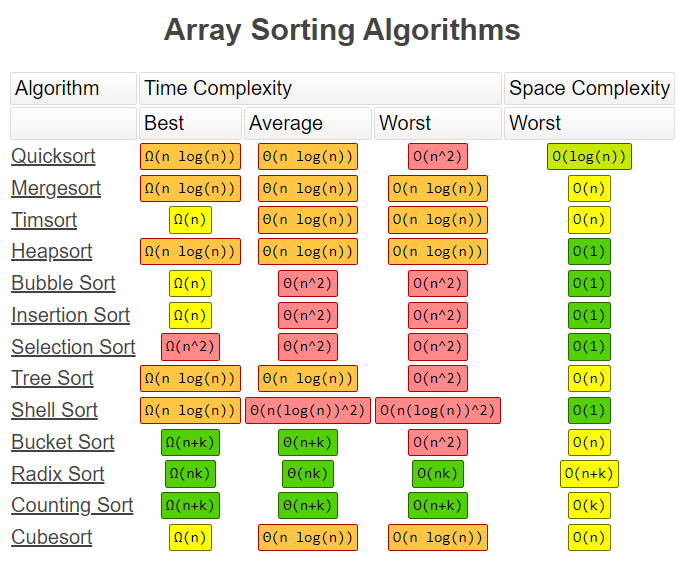 Array Sorting Algorithms
Algorithm Time Complexity Space Complexity
Best Average Worst Worst
Quicksort Ω(n log(n)) Θ(n log(n)) O(n^2) O(log(n))
Mergesort Ω(n log(n)) Θ(n log(n)) O(n log(n)) O(n)
Timsort Ω(n) Θ(n log(n)) O(n log(n)) O(n)
Heapsort Ω(n log(n)) Θ(n log(n)) O(n log(n)) O(1)
Bubble Sort Ω(n) Θ(n^2) O(n^2) O(1)
Insertion Sort Ω(n) Θ(n^2) O(n^2) O(1)
Selection Sort Ω(n^2) Θ(n^2) O(n^2) O(1)
Tree Sort Ω(n log(n)) Θ(n log(n)) O(n^2) O(n)
Shell Sort Ω(n log(n)) Θ(n(log(n))^2) O(n(log(n))^2) O(1)
Bucket Sort Ω(n+k) Θ(n+k) O(n^2) O(n)
Radix Sort Ω(nk) Θ(nk) O(nk) O(n+k)
Counting Sort Ω(n+k) Θ(n+k) O(n+k) O(k)
Cubesort Ω(n) Θ(n log(n)) O(n log(n)) O(n)